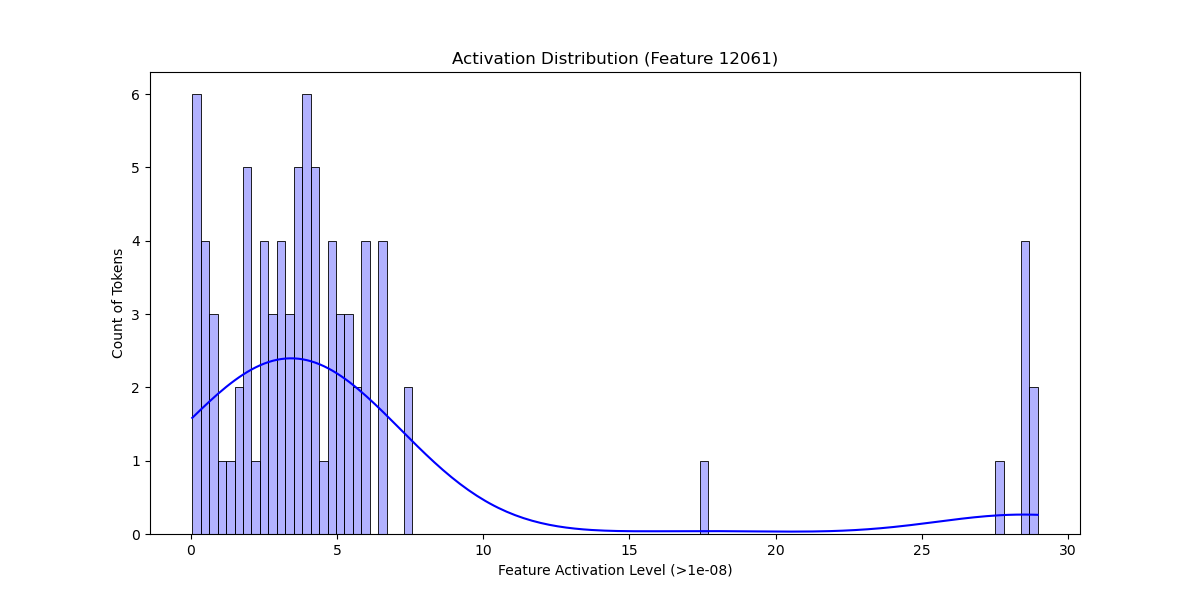 Activation Distribution (Feature 12061)
6
5
4
3
2
1
0
Count of Tokens
0 5 10 15 20 25 30
Feature Activation Level (>1e-08)